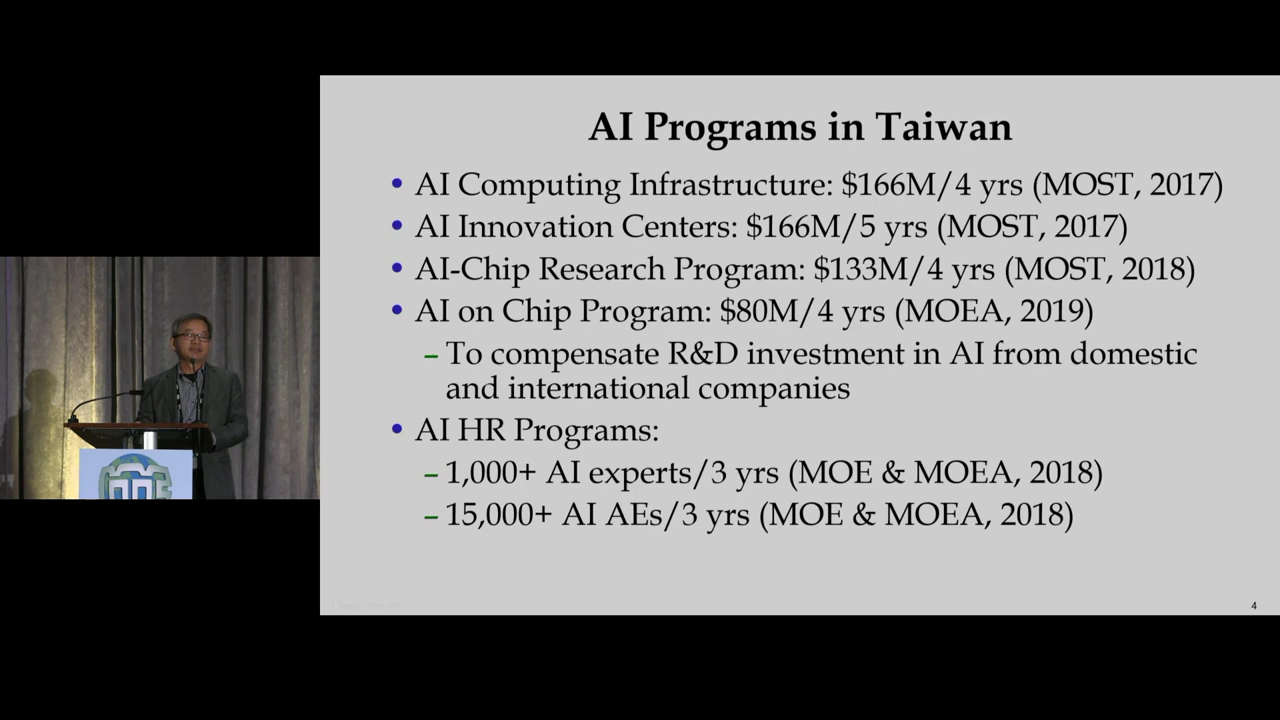 AI Programs in Taiwan
• AI Computing Infrastructure: $166M/4 yrs (MOST, 2017)
• AI Innovation Centers: $166M/5 yrs (MOST, 2017)
• AI-Chip Research Program: $133M/4 yrs (MOST, 2018)
• AI on Chip Program: $80M/4 yrs (MOEA, 2019)
– To compensate R&D investment in AI from domestic
and international companies
• AI HR Programs:
– 1,000+ AI experts/3 yrs (MOE & MOEA, 2018)
– 15,000+ AI AEs/3 yrs (MOE & MOEA, 2018)
4